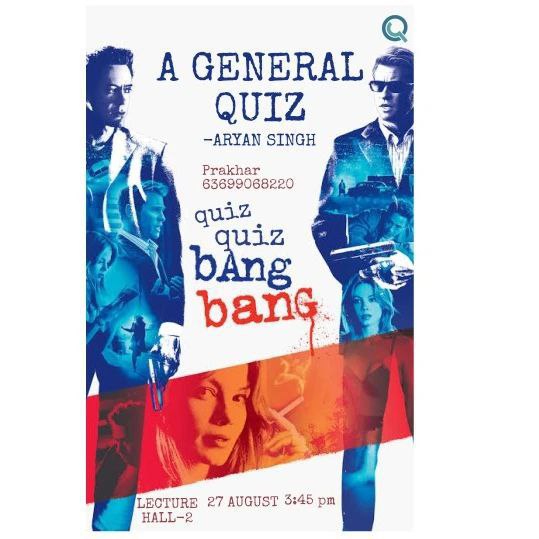 A GENERAL
QUIZ
-ARYAN SINGH
Prakhar
63699068220
quiz
quiz
bAng
banG
LECTURE 27 AUGUST 3:45 pm
HALL-2